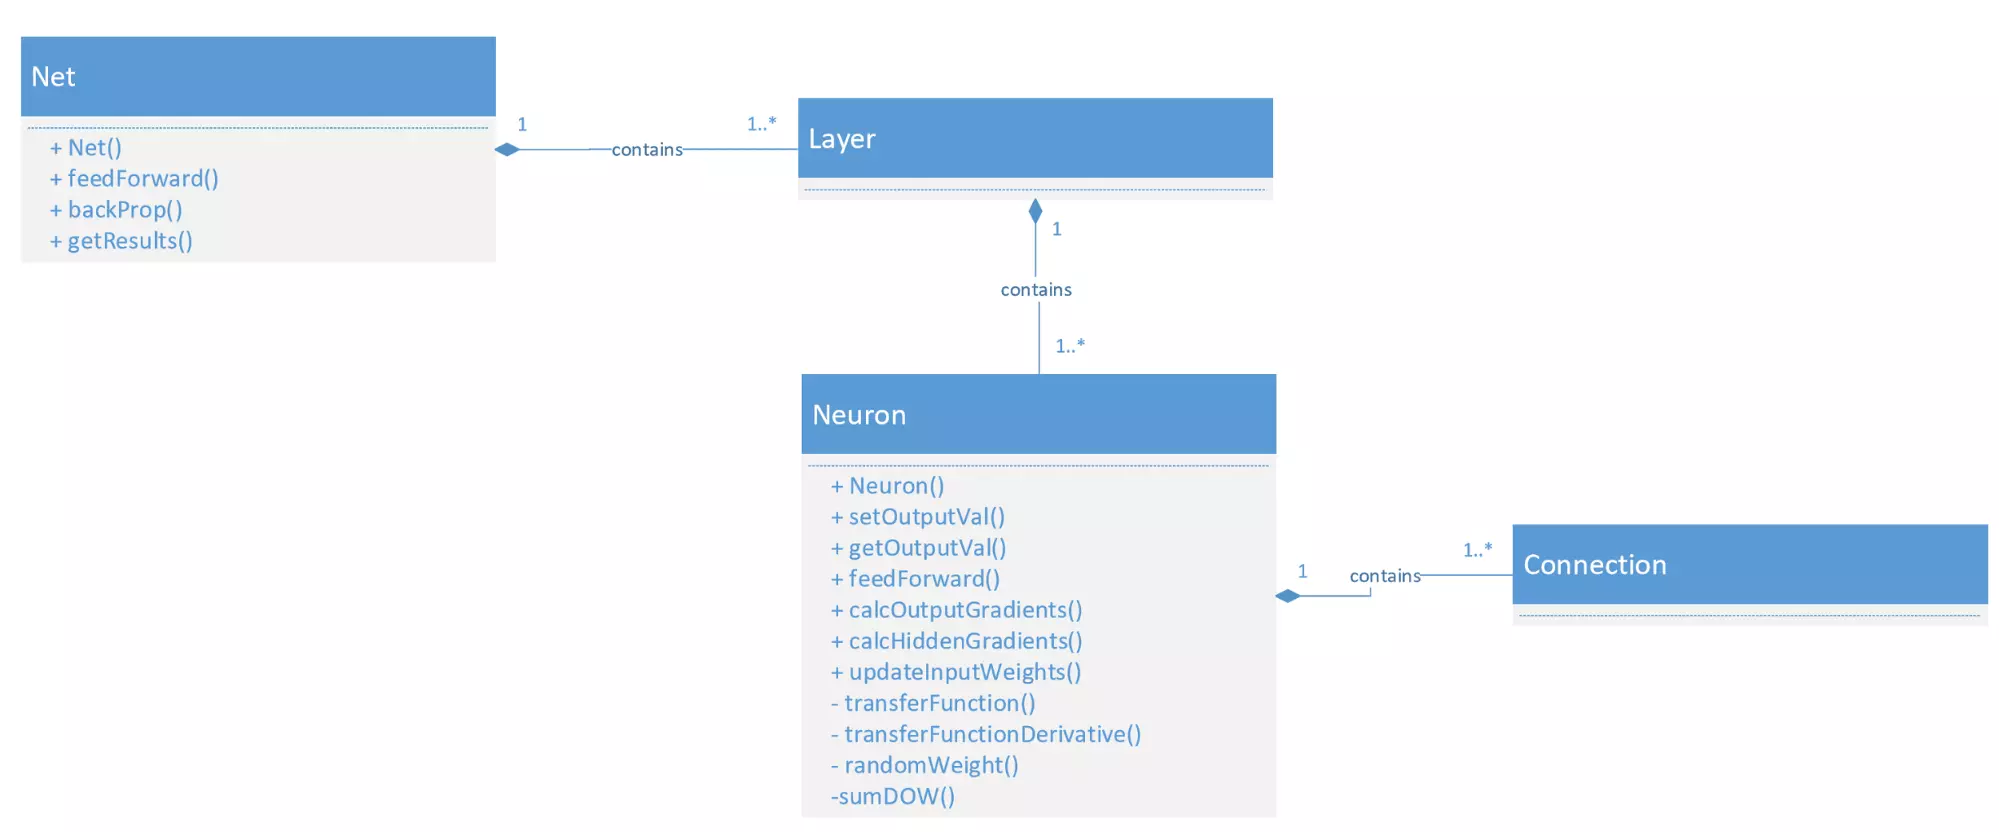 Net
+ Net()
+ feedForward()
+ backProp()
+ getResults()
1
contains
1..*
Layer
1
contains
1..*
Neuron
+ Neuron()
+ setOutputVal()
+ getOutputVal()
+ feedForward()
+ calcOutputGradients()
+ calcHiddenGradients()
+ updateInputWeights()
- transferFunction()
- transferFunctionDerivative()
- randomWeight()
-sumDOW()
1
contains
1..*
Connection